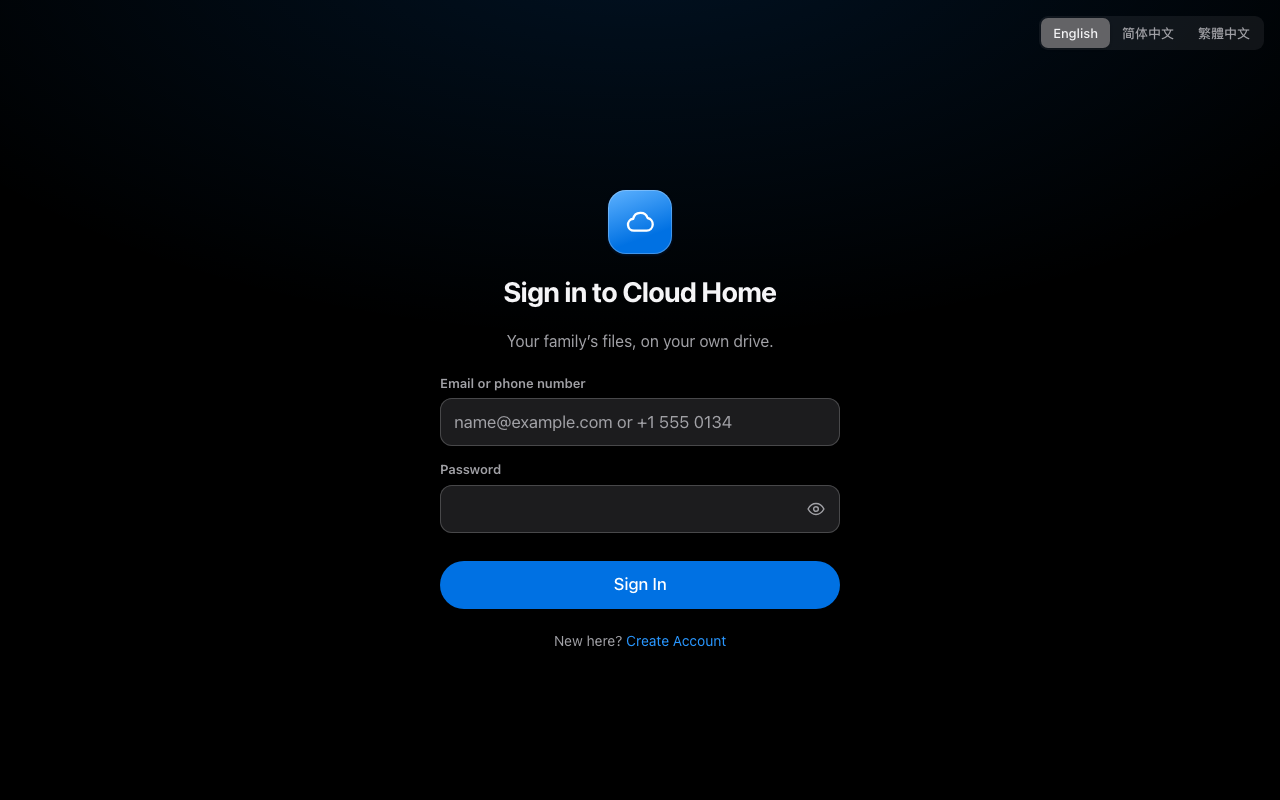 English
简体中文
繁體中文
Sign in to Cloud Home
Your family’s files, on your own drive.
Email or phone number
name@example.com or +1 555 0134
Password
Sign In
New here? Create Account